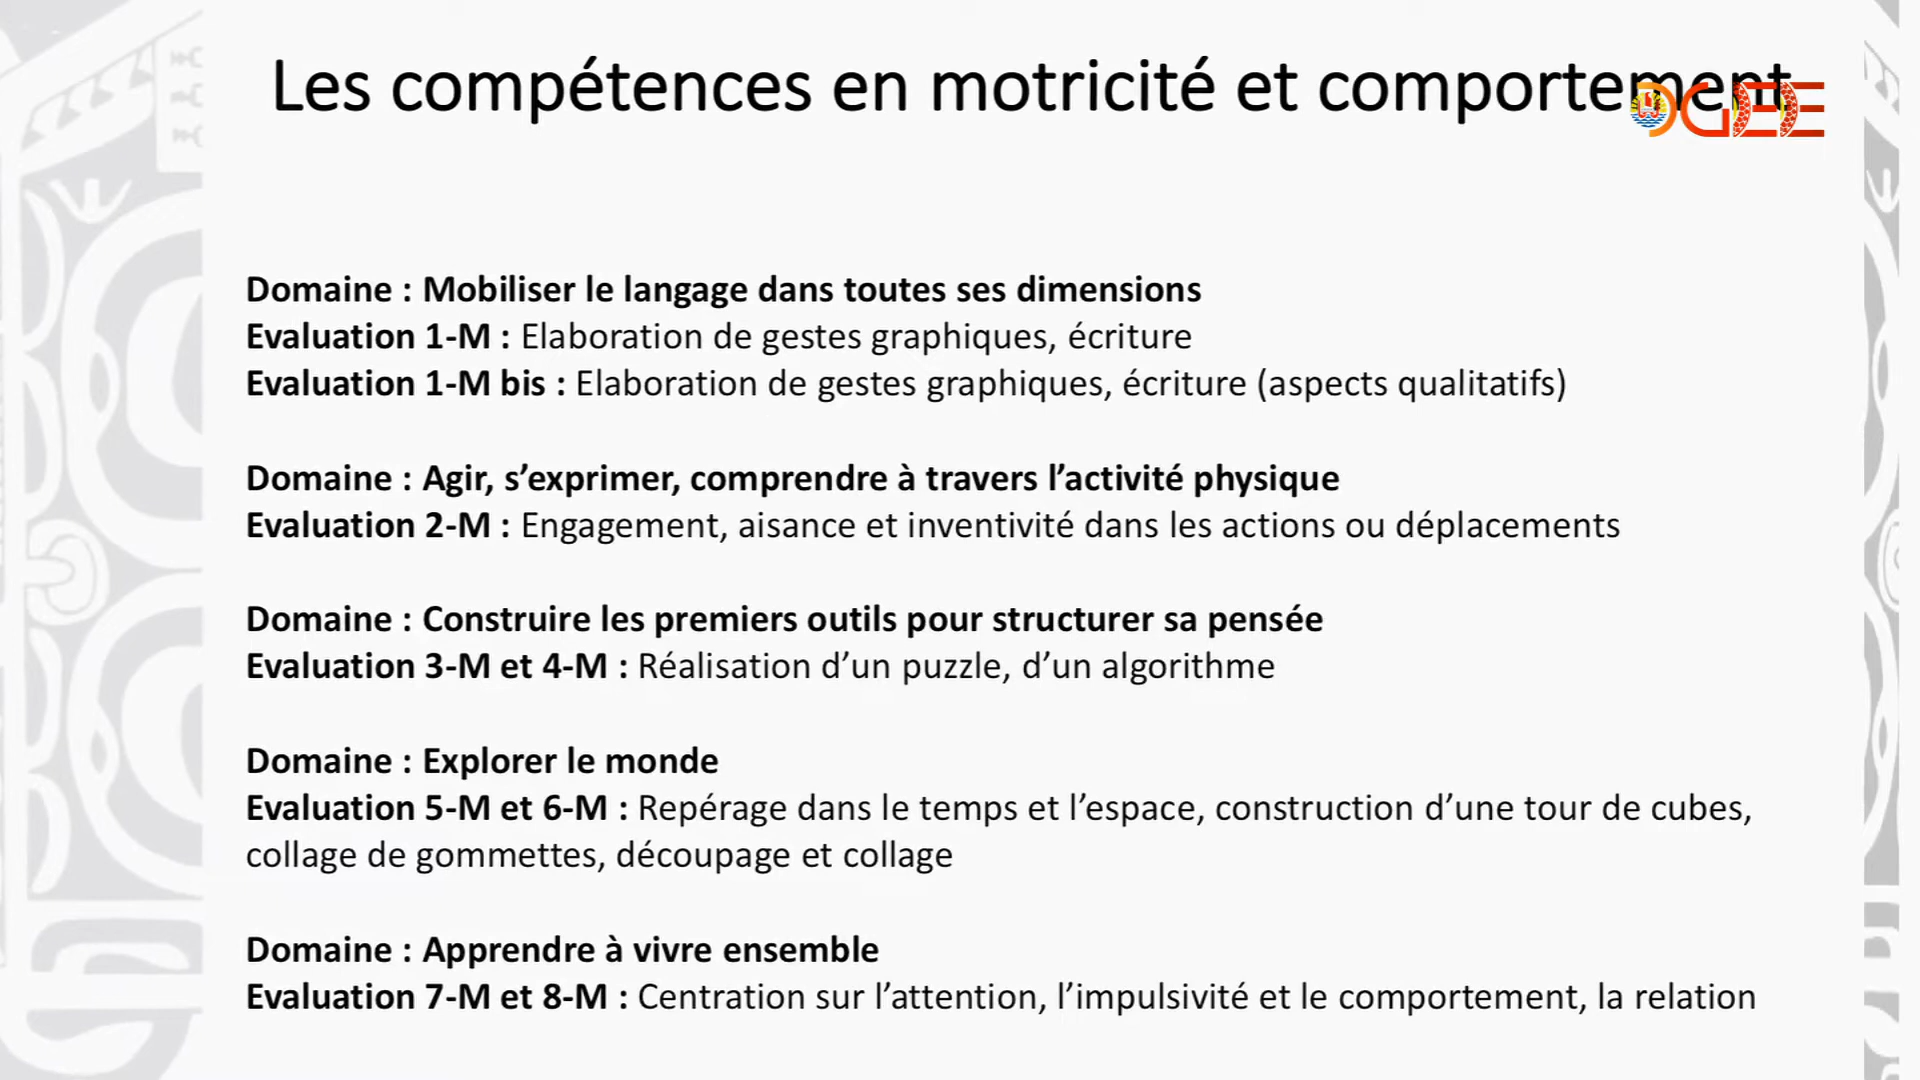 Les compétences en motricité et comportement
DGEE
Domaine : Mobiliser le langage dans toutes ses dimensions
Evaluation 1-M : Elaboration de gestes graphiques, écriture
Evaluation 1-M bis : Elaboration de gestes graphiques, écriture (aspects qualitatifs)
Domaine : Agir, s’exprimer, comprendre à travers l’activité physique
Evaluation 2-M : Engagement, aisance et inventivité dans les actions ou déplacements
Domaine : Construire les premiers outils pour structurer sa pensée
Evaluation 3-M et 4-M : Réalisation d’un puzzle, d’un algorithme
Domaine : Explorer le monde
Evaluation 5-M et 6-M : Repérage dans le temps et l’espace, construction d’une tour de cubes,
collage de gommettes, découpage et collage
Domaine : Apprendre à vivre ensemble
Evaluation 7-M et 8-M : Centration sur l’attention, l’impulsivité et le comportement, la relation